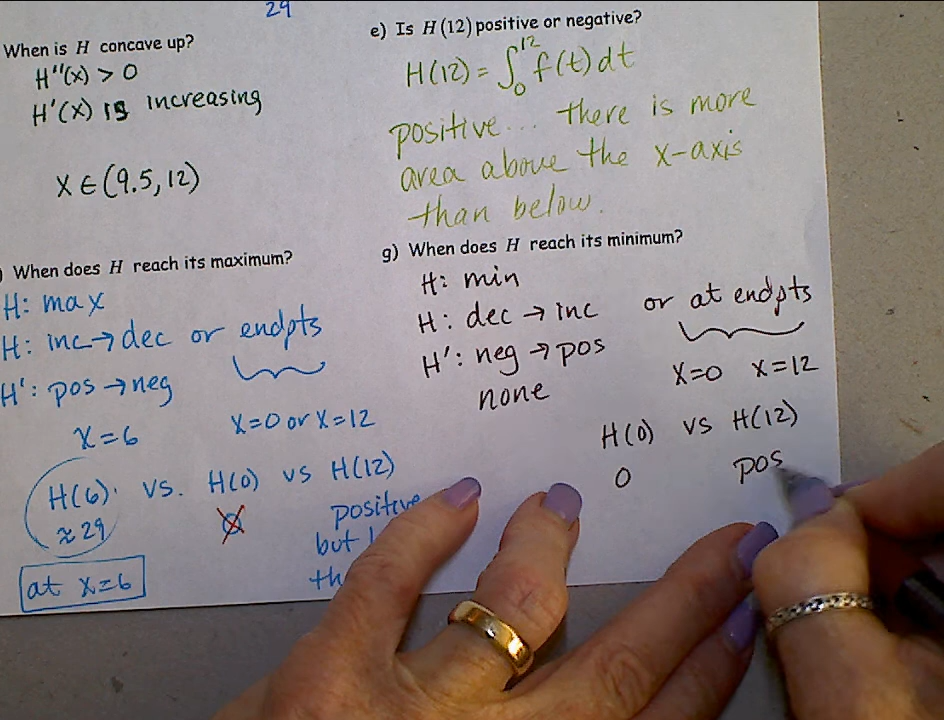 29
When is H concave up?
H"(x) > 0
H'(x) is increasing
x ∈ (9.5, 12)
e) Is H (12) positive or negative?
H(12) = ∫₀¹² f(t) dt
positive... there is more
area above the x-axis
than below.
) When does H reach its maximum?
H: max
H: inc → dec or endpts
H': pos → neg
x = 6
x=0 or x=12
H(6) vs. H(0) vs H(12)
≈ 29
0
positive
but
at x=6
g) When does H reach its minimum?
H: min
H: dec → inc or at endpts
H': neg → pos
none
x=0 x=12
H(0) vs H(12)
0 pos